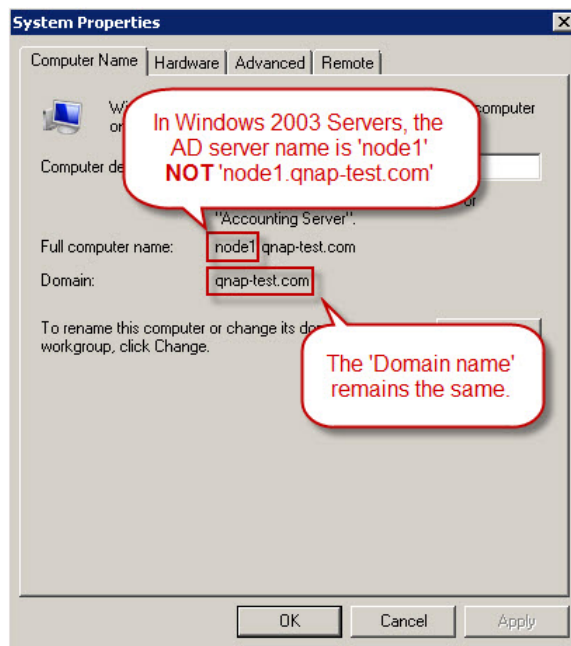 System Properties
Computer Name Hardware Advanced Remote
computer
In Windows 2003 Servers, the
AD server name is 'node1'
NOT 'node1.qnap-test.com'
Computer de
"Accounting Server".
Full computer name: node1.qnap-test.com
Domain: qnap-test.com
To rename this computer or change its do
workgroup, click Change.
The 'Domain name'
remains the same.
OK Cancel Apply